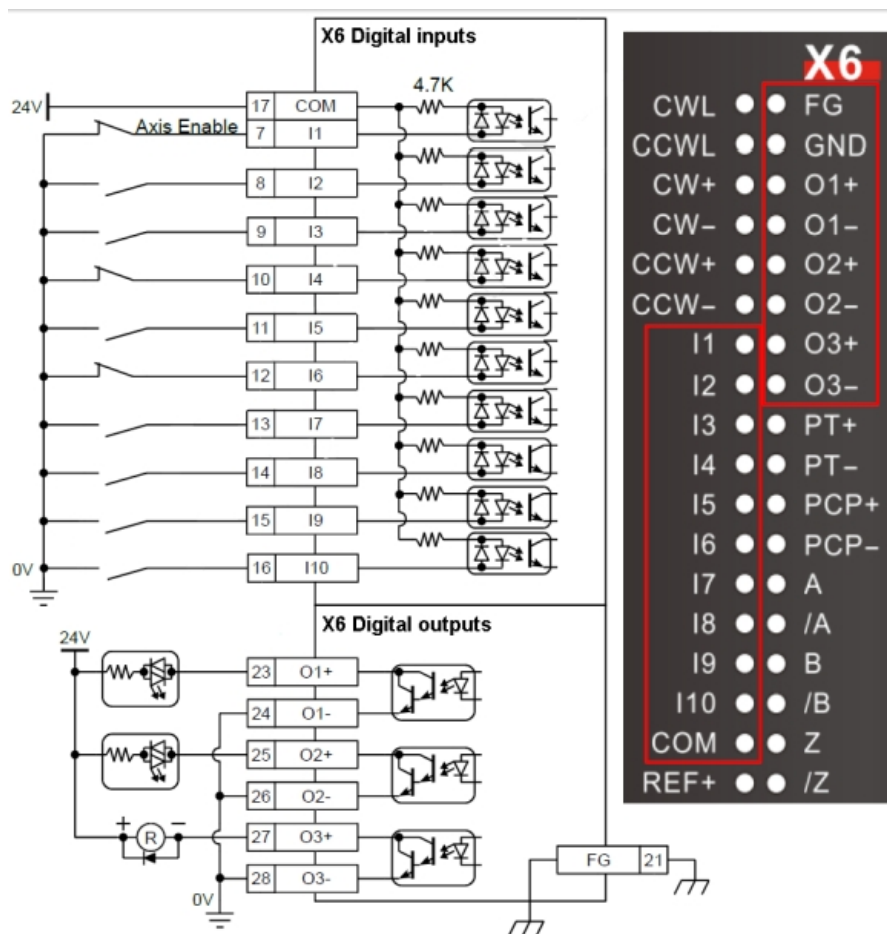 X6 Digital inputs
4.7K
24V
17 COM
Axis Enable
7 I1
8 I2
9 I3
10 I4
11 I5
12 I6
13 I7
14 I8
15 I9
0V
16 I10
X6 Digital outputs
24V
23 O1+
24 O1-
25 O2+
26 O2-
+ R −
27 O3+
28 O3-
0V
FG 21
X6
CWL FG
CCWL GND
CW+ O1+
CW− O1−
CCW+ O2+
CCW− O2−
I1 O3+
I2 O3−
I3 PT+
I4 PT−
I5 PCP+
I6 PCP−
I7 A
I8 /A
I9 B
I10 /B
COM Z
REF+ /Z